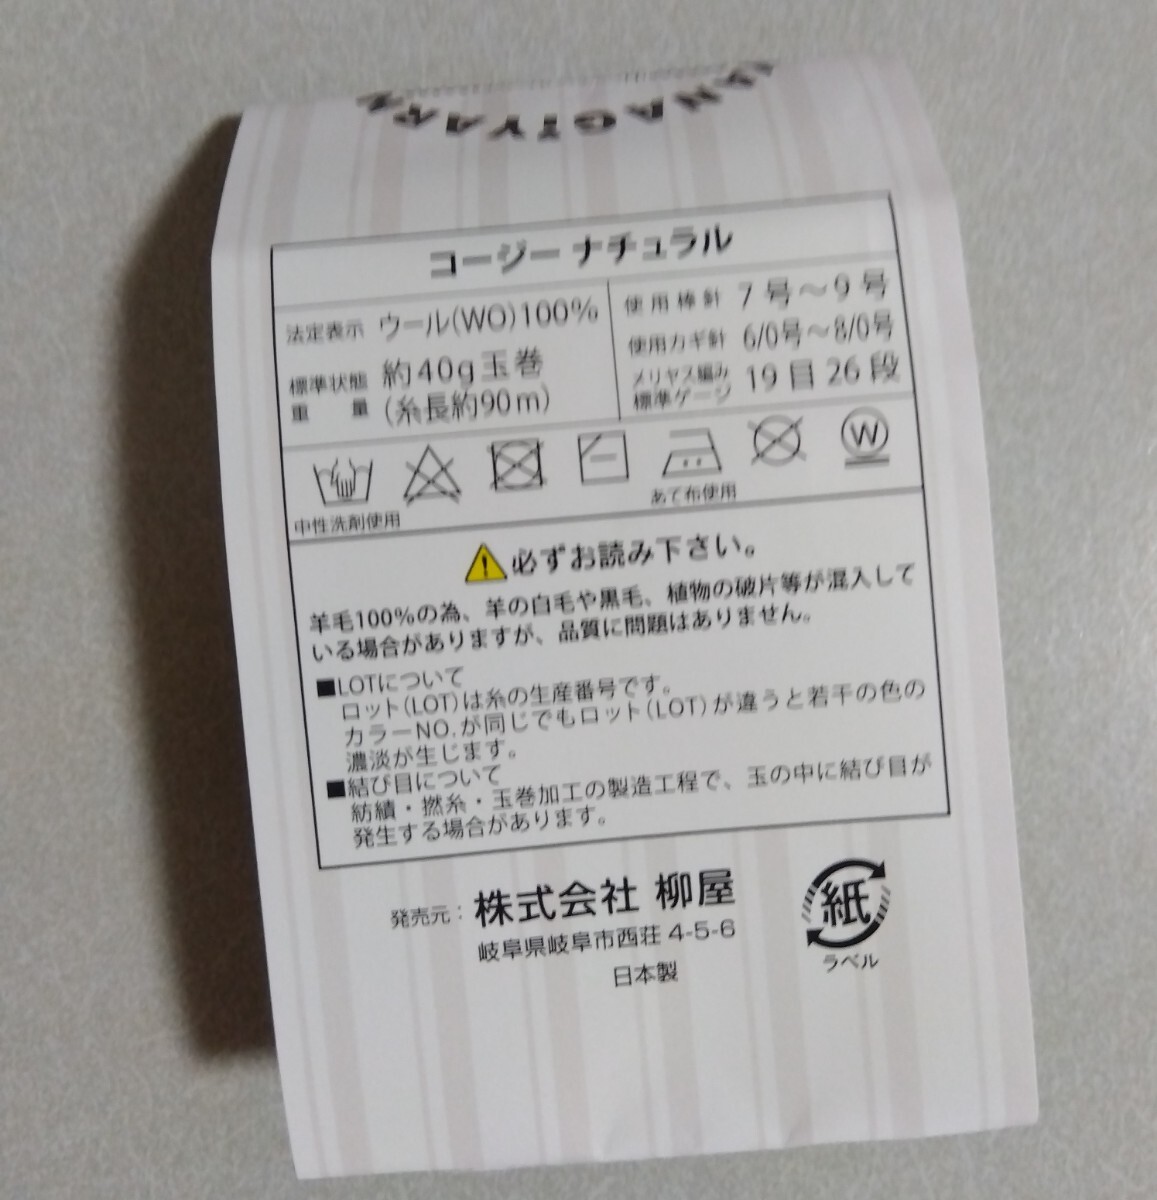 YANAGIYARN
コージー ナチュラル
法定表示 ウール(WO)100%
標準状態 約40g玉巻
重量 (糸長約90m)
使用棒針 7号～9号
使用カギ針 6/0号～8/0号
メリヤス編み
標準ゲージ 19目26段
W
中性洗剤使用
あて布使用
必ずお読み下さい。
羊毛100%の為、羊の白毛や黒毛、植物の破片等が混入して
いる場合がありますが、品質に問題はありません。
■LOTについて
ロット(LOT)は糸の生産番号です。
カラーNO.が同じでもロット(LOT)が違うと若干の色の
濃淡が生じます。
■結び目について
紡績・撚糸・玉巻加工の製造工程で、玉の中に結び目が
発生する場合があります。
発売元：株式会社 柳屋
岐阜県岐阜市西荘 4-5-6
日本製
紙
ラベル